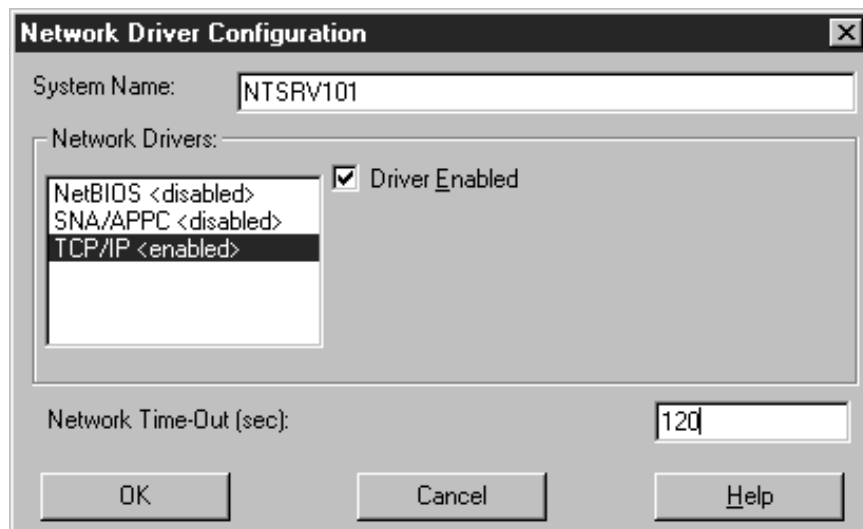 Network Driver Configuration
System Name:
NTSRV101
Network Drivers:
NetBIOS <disabled>
SNA/APPC <disabled>
TCP/IP <enabled>
Driver Enabled
Network Time-Out (sec):
120
OK
Cancel
Help